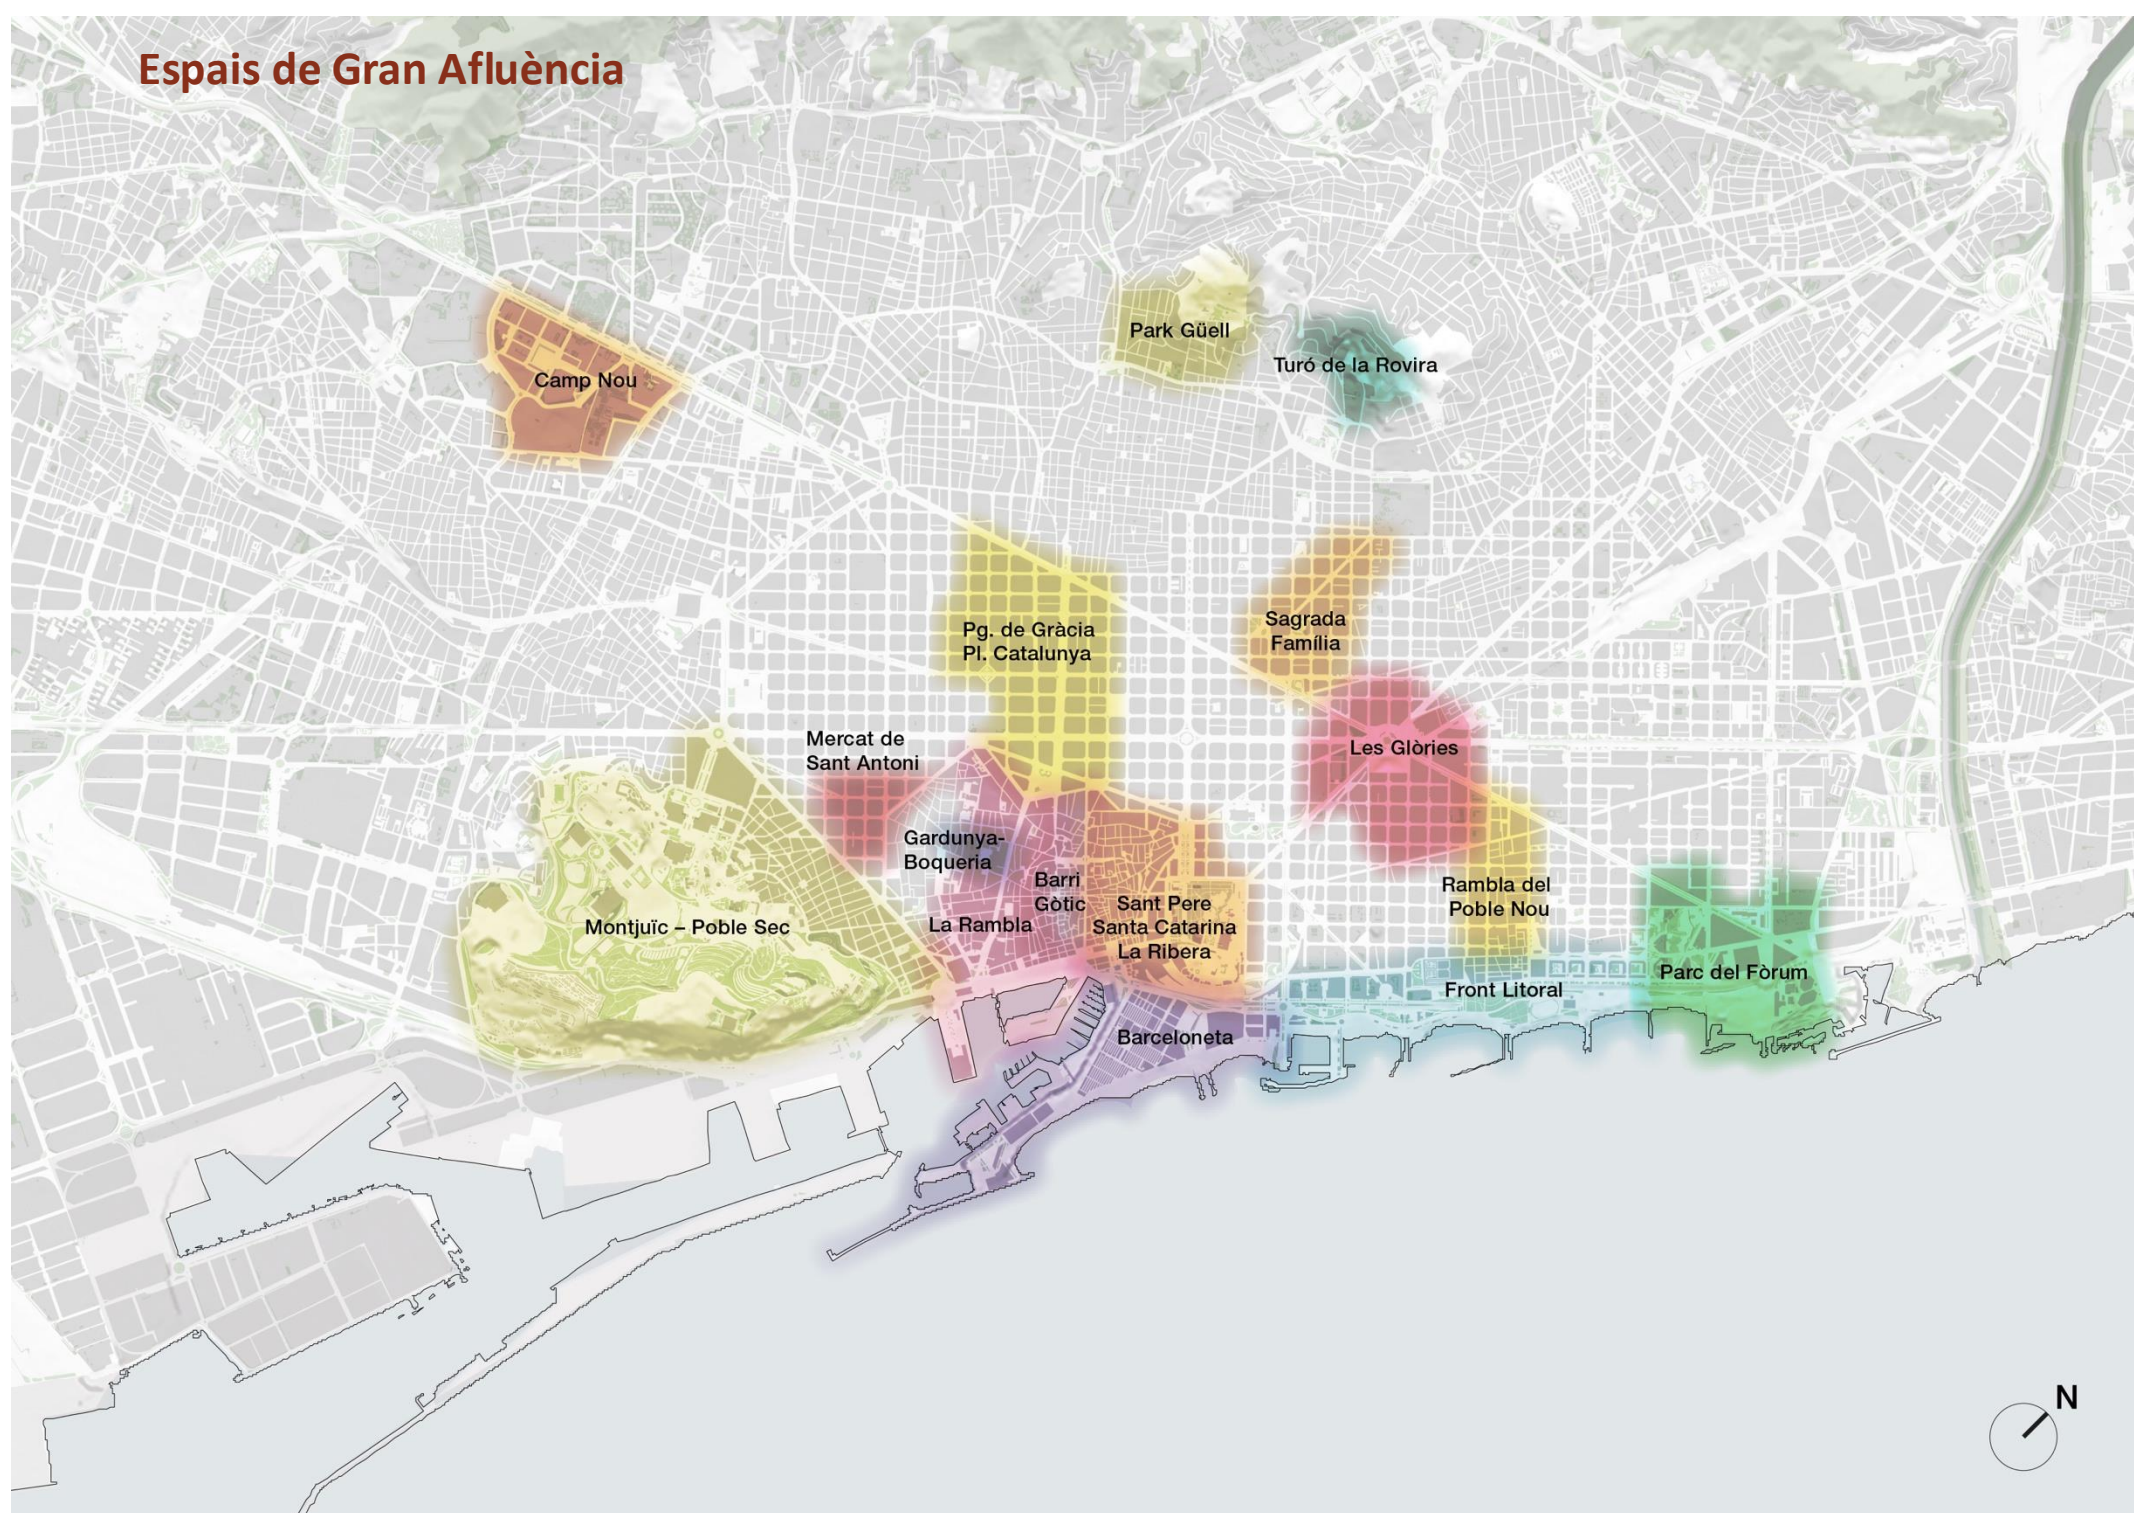 Espais de Gran Afluència
Park Güell
Turó de la Rovira
Camp Nou
Sagrada
Família
Pg. de Gràcia
Pl. Catalunya
Mercat de
Sant Antoni
Les Glòries
Gardunya-
Boqueria
Barri
Gòtic
Rambla del
Poble Nou
Sant Pere
Santa Catarina
La Ribera
La Rambla
Montjuïc – Poble Sec
Parc del Fòrum
Front Litoral
Barceloneta
N